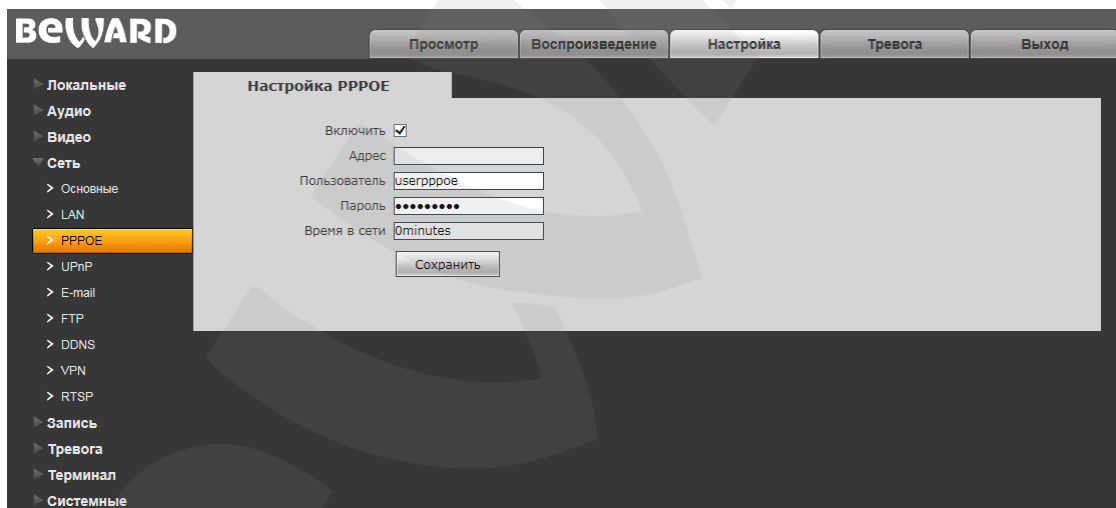 BEWARD
Просмотр Воспроизведение Настройка Тревога Выход
Локальные
Аудио
Видео
Сеть
Основные
LAN
PPPOE
UPnP
E-mail
FTP
DDNS
VPN
RTSP
Запись
Тревога
Терминал
Системные
Настройка PPPOE
Включить
Адрес
Пользователь userpppoe
Пароль •••••••••
Время в сети 0minutes
Сохранить